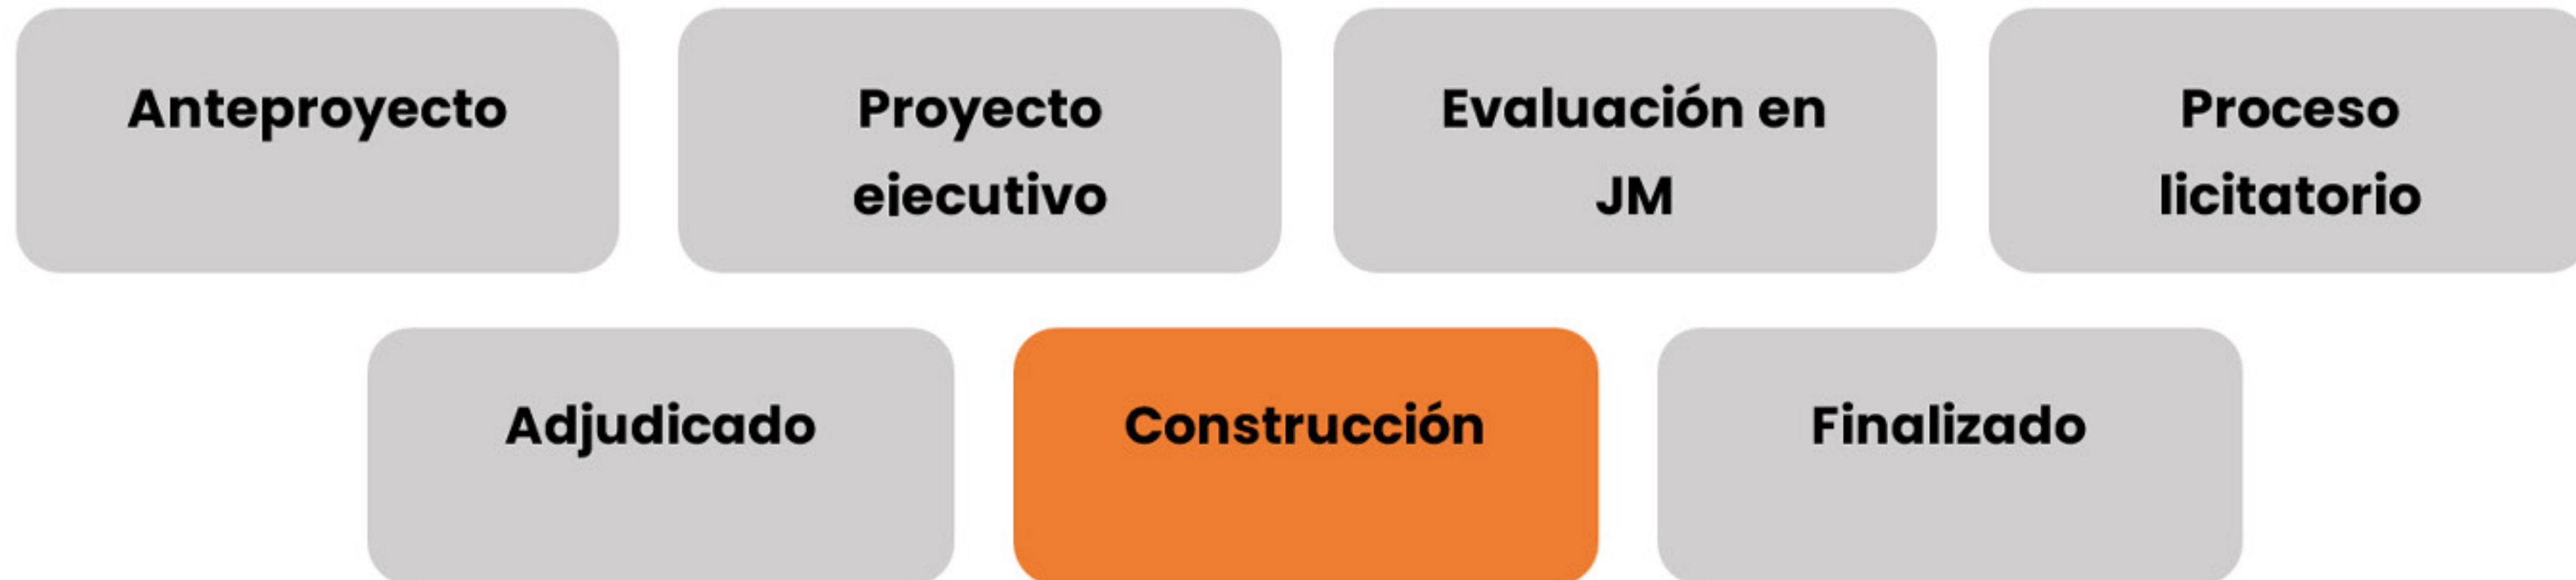 Anteproyecto
Proyecto
ejecutivo
Evaluación en
JM
Proceso
licitatorio
Adjudicado
Construcción
Finalizado